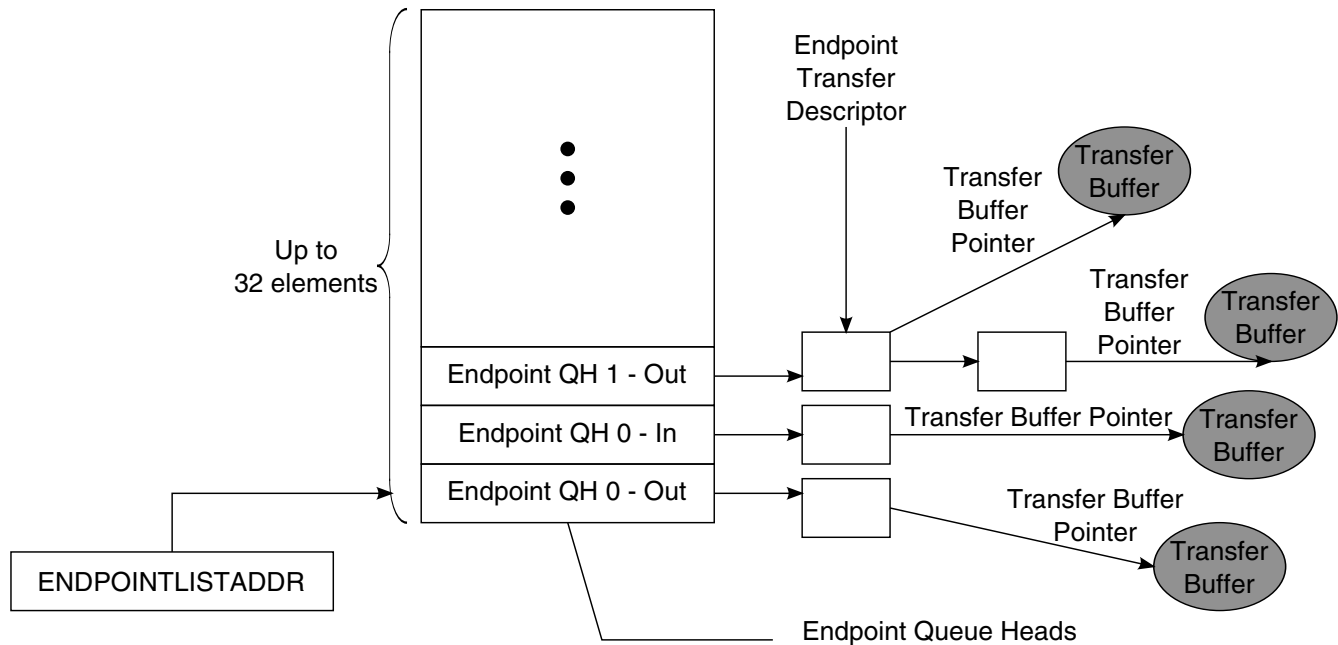 Endpoint
Transfer
Descriptor
Transfer
Buffer
Transfer
Buffer
Pointer
Up to
32 elements
Transfer
Buffer
Pointer
Transfer
Buffer
Endpoint QH 1 - Out
Endpoint QH 0 - In
Transfer Buffer Pointer
Transfer
Buffer
Endpoint QH 0 - Out
Transfer Buffer
Pointer
Transfer
Buffer
ENDPOINTLISTADDR
Endpoint Queue Heads